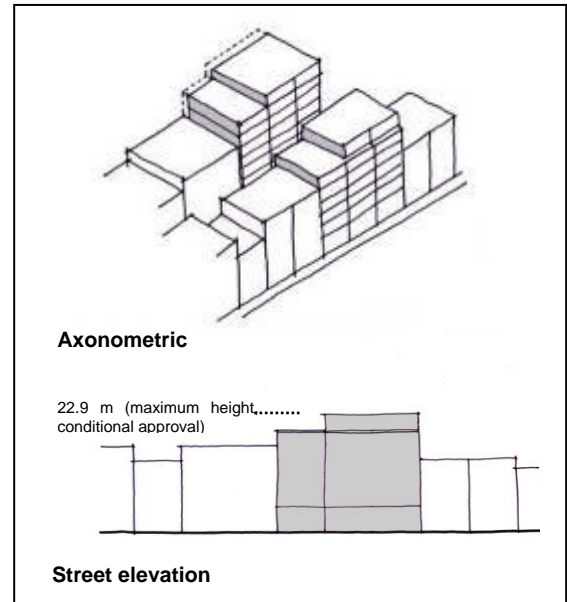 Axonometric
22.9 m (maximum height
conditional approval)
Street elevation